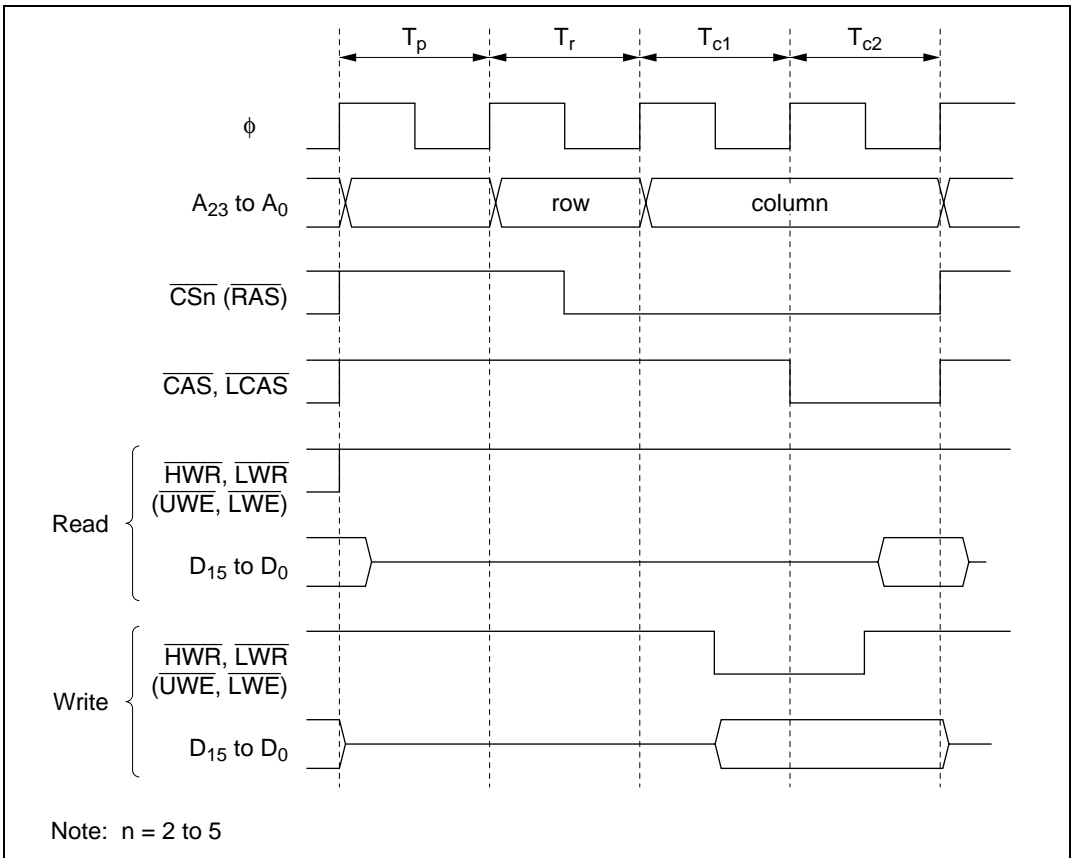 Tp Tr Tc1 Tc2
ϕ
A23 to A0 row column
CSn (RAS)
CAS, LCAS
Read
HWR, LWR
(UWE, LWE)
D15 to D0
Write
HWR, LWR
(UWE, LWE)
D15 to D0
Note: n = 2 to 5